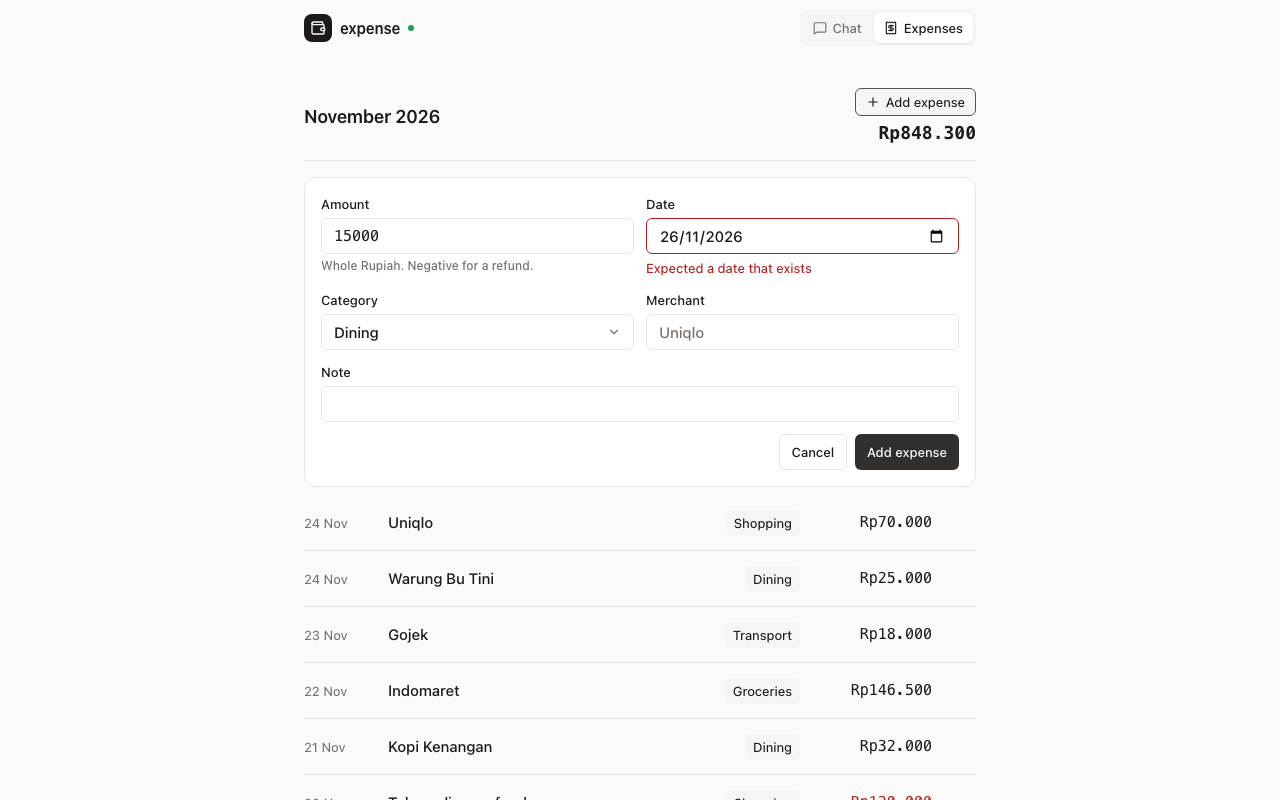 expense
Chat
Expenses
November 2026
Add expense
Rp848.300
Amount
Date
15000
26/11/2026
Whole Rupiah. Negative for a refund.
Expected a date that exists
Category
Merchant
Dining
Uniqlo
Note
Cancel
Add expense
24 Nov Uniqlo Shopping Rp70.000
24 Nov Warung Bu Tini Dining Rp25.000
23 Nov Gojek Transport Rp18.000
22 Nov Indomaret Groceries Rp146.500
21 Nov Kopi Kenangan Dining Rp32.000